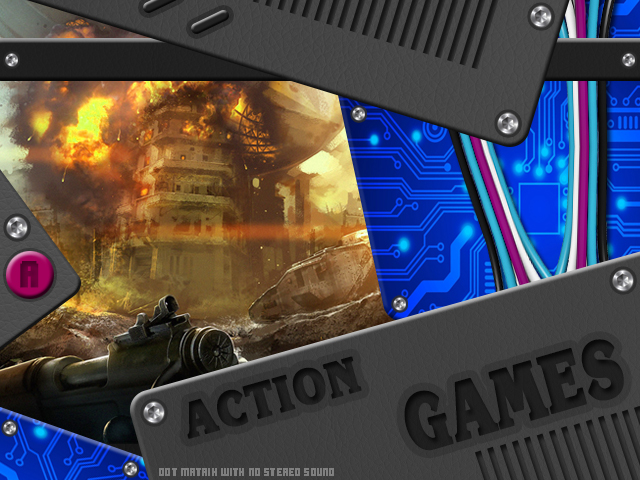 A
ACTION GAMES
DOT MATRIX WITH NO STEREO SOUND